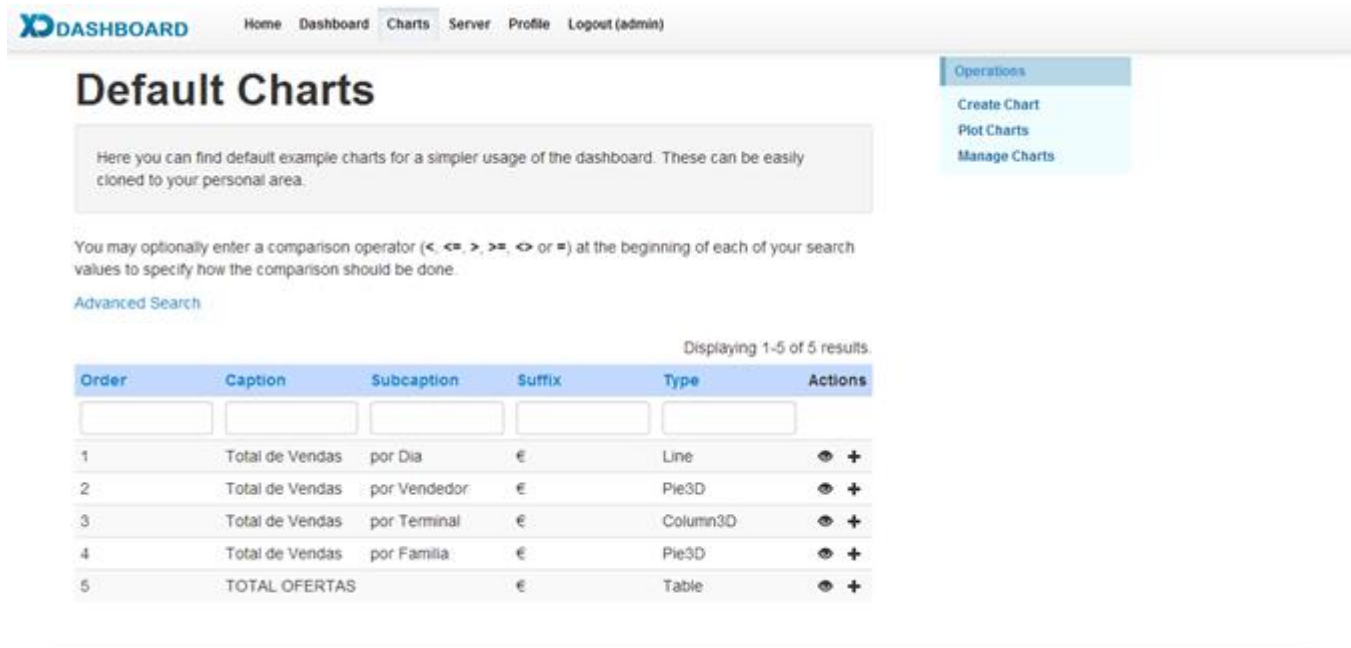 XDDASHBOARD Home Dashboard Charts Server Profile Logout (admin)
Default Charts
Here you can find default example charts for a simpler usage of the dashboard. These can be easily
cloned to your personal area.
You may optionally enter a comparison operator (<, <=, >, >=, <> or =) at the beginning of each of your search
values to specify how the comparison should be done.
Advanced Search
Displaying 1-5 of 5 results.
Order Caption Subcaption Suffix Type Actions
1 Total de Vendas por Dia € Line
2 Total de Vendas por Vendedor € Pie3D
3 Total de Vendas por Terminal € Column3D
4 Total de Vendas por Familia € Pie3D
5 TOTAL OFERTAS € Table
Operations
Create Chart
Plot Charts
Manage Charts